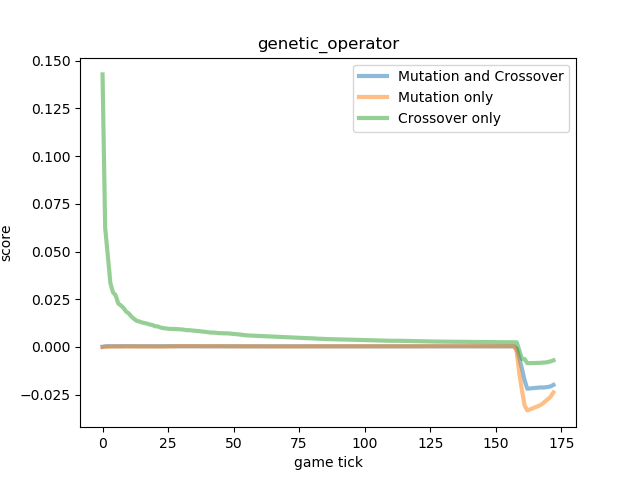 genetic_operator
Mutation and Crossover
Mutation only
Crossover only
score
0.150
0.125
0.100
0.075
0.050
0.025
0.000
−0.025
0
25
50
75
100
125
150
175
game tick